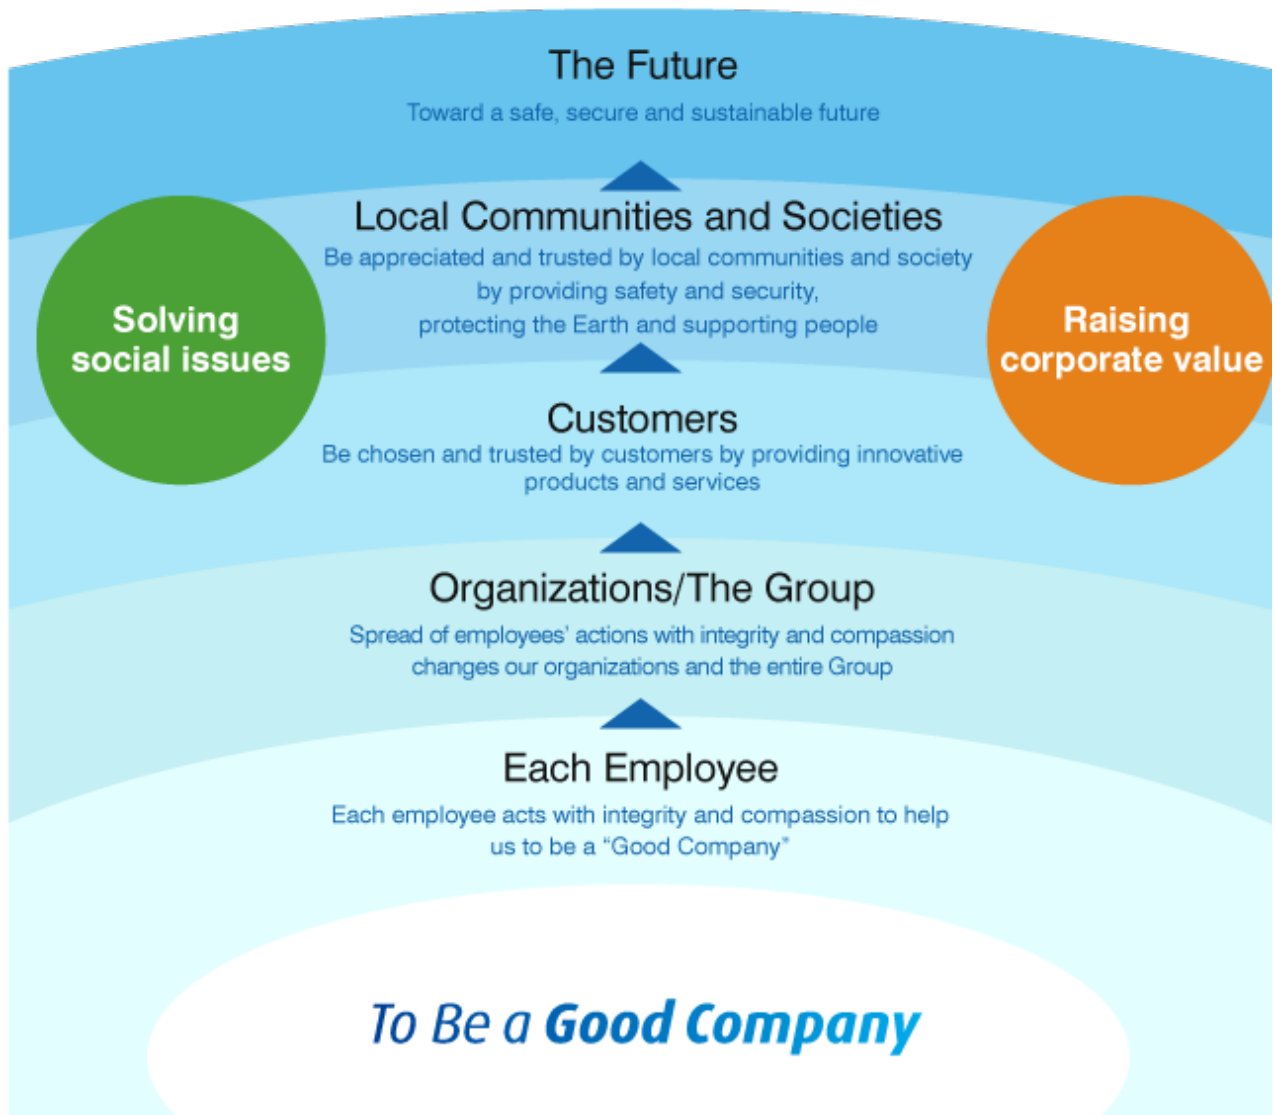 The Future
Toward a safe, secure and sustainable future
Local Communities and Societies
Be appreciated and trusted by local communities and society
by providing safety and security,
protecting the Earth and supporting people
Solving
social issues
Raising
corporate value
Customers
Be chosen and trusted by customers by providing innovative
products and services
Organizations/The Group
Spread of employees’ actions with integrity and compassion
changes our organizations and the entire Group
Each Employee
Each employee acts with integrity and compassion to help
us to be a “Good Company”
To Be a Good Company